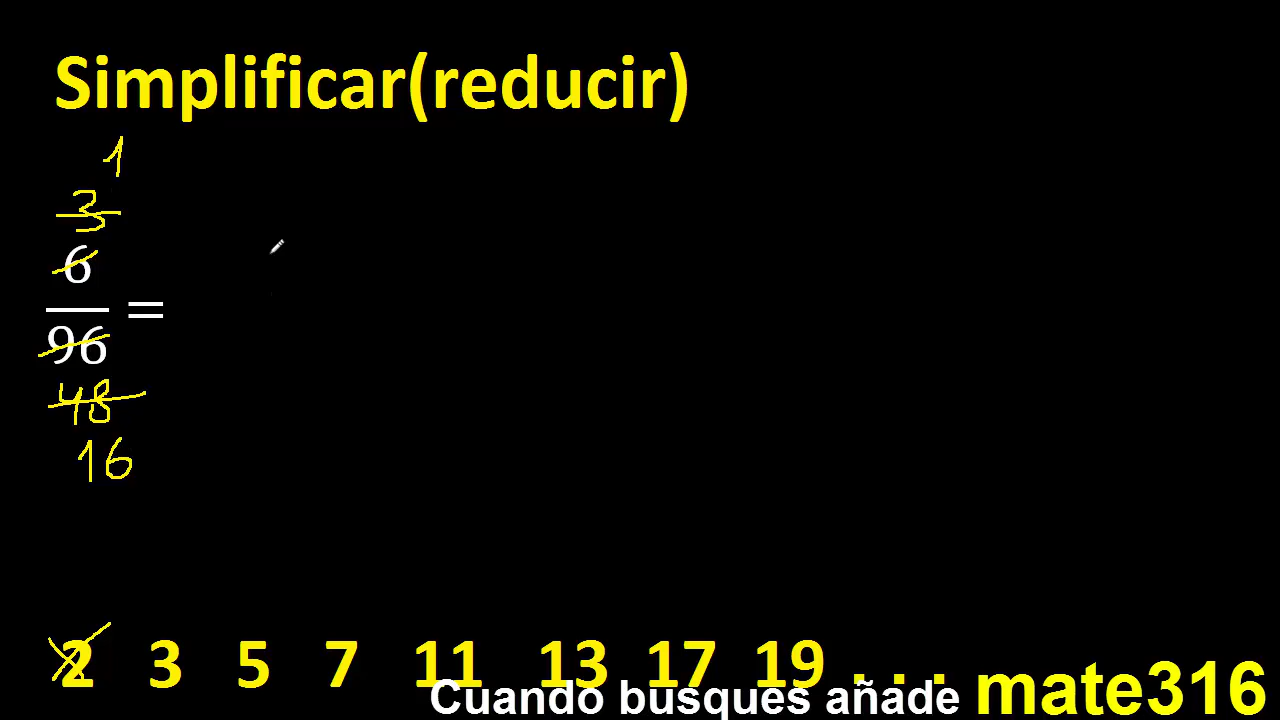 Simplificar(reducir)
1
3
6
96
=
48
16
2 3 5 7 11 13 17 19 . . .
Cuando busques añade mate316